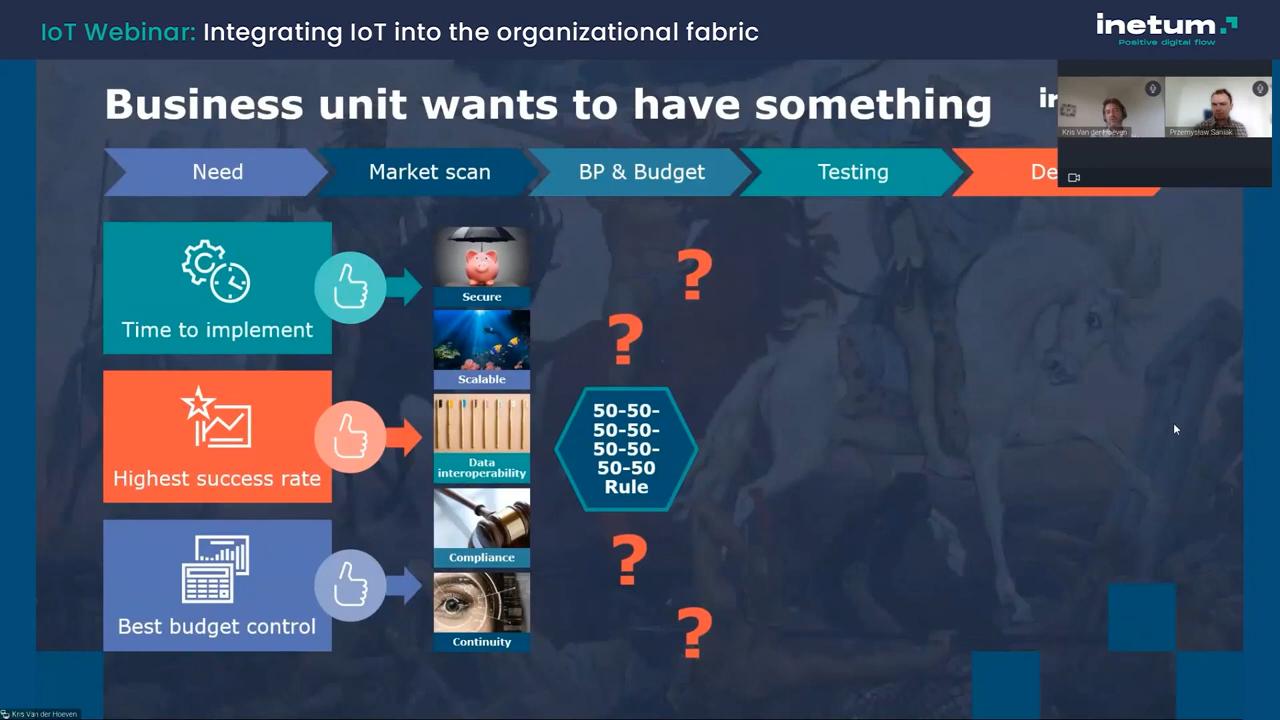 IoT Webinar: Integrating IoT into the organizational fabric
inetum
Positive digital flow
Business unit wants to have something
Kris Van der Hoeven
Przemysław Saniak
Need
Market scan
BP & Budget
Testing
Time to implement
Highest success rate
Best budget control
Secure
Scalable
Data
interoperability
Compliance
Continuity
?
?
50-50-
50-50-
50-50-
50-50
Rule
?
?
Kris Van der Hoeven